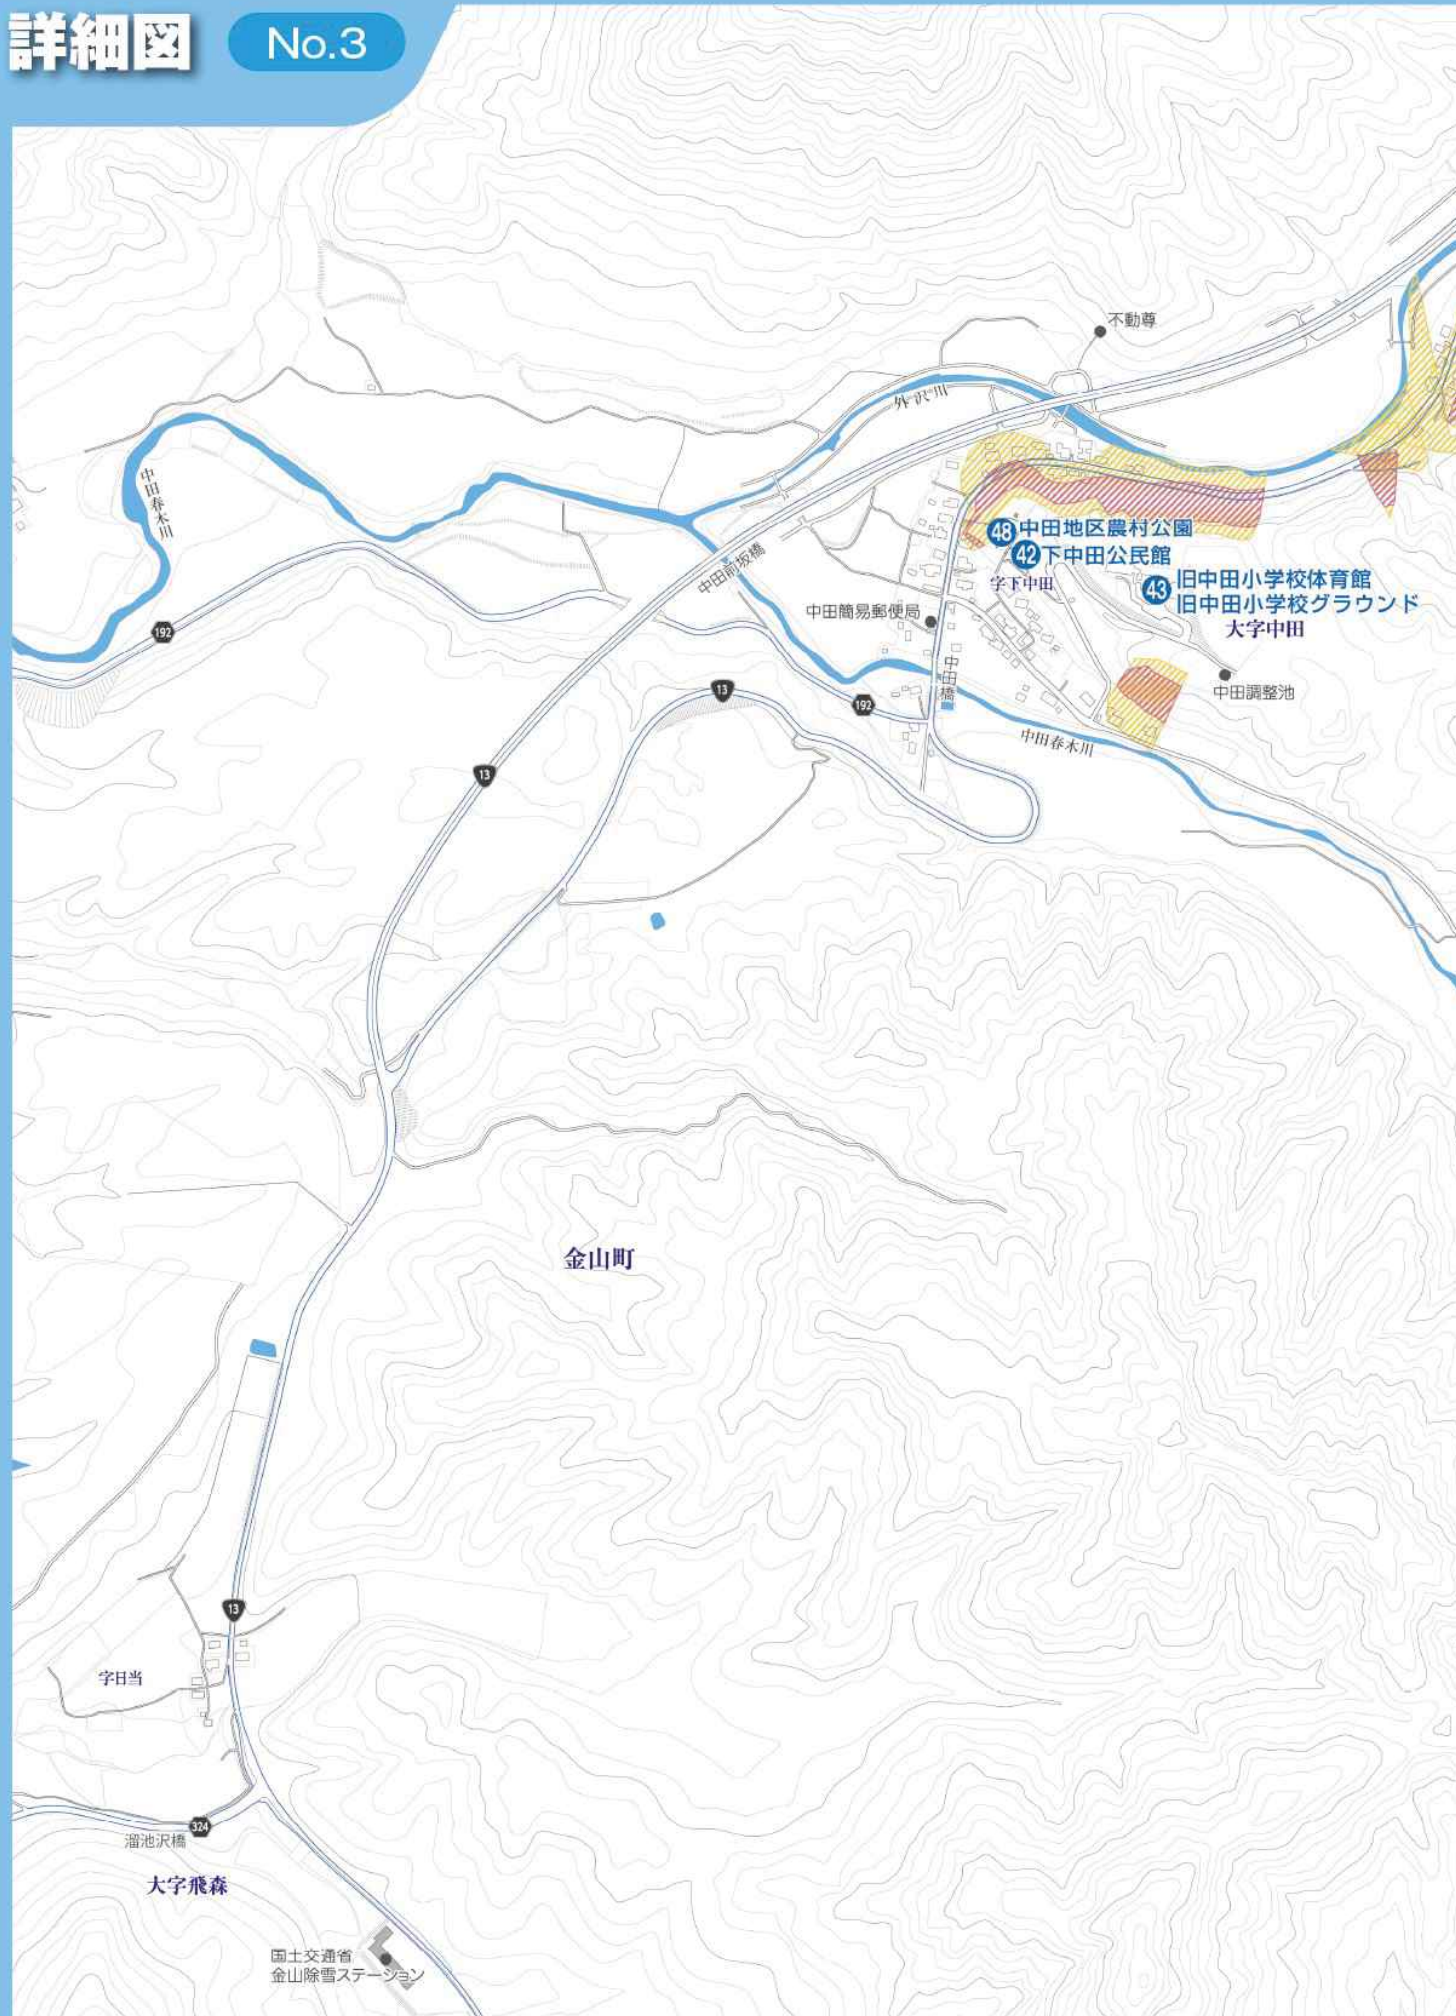 詳細図 No.3
不動尊
外沢川
中田春木川
中田前坂橋
48 中田地区農村公園
42 下中田公民館
字下中田
43 旧中田小学校体育館
旧中田小学校グラウンド
大字中田
中田簡易郵便局
192
中田橋
中田調整池
13
192
中田春木川
13
金山町
13
字日当
324
溜池沢橋
大字飛森
国土交通省
金山除雪ステーション